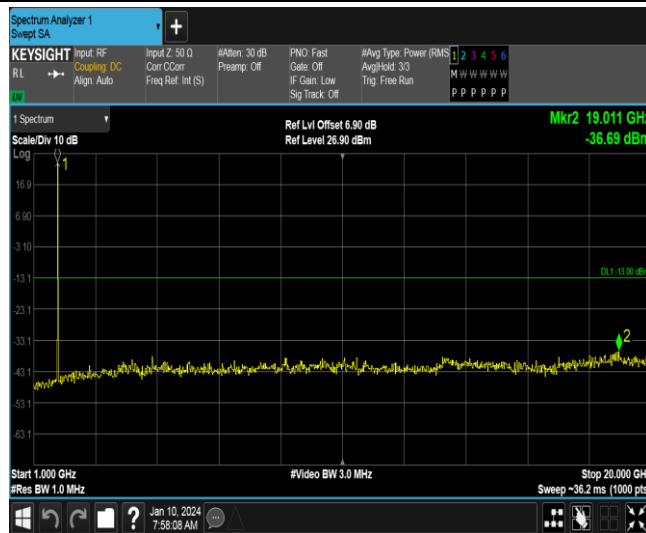 Spectrum Analyzer 1
Swept SA
+
KEYSIGHT
RL
LV
Input: RF
Coupling: DC
Align: Auto
Input Z: 50 Ω
Corr CCorr
Freq Ref: Int (S)
#Atten: 30 dB
Preamp: Off
PNO: Fast
Gate: Off
IF Gain: Low
Sig Track: Off
#Avg Type: Power (RMS
Avg|Hold: 3/3
Trig: Free Run
1 2 3 4 5 6
M W W W W W
P P P P P P
1 Spectrum
Scale/Div 10 dB
Ref Lvl Offset 6.90 dB
Ref Level 26.90 dBm
Mkr2 19.011 GHz
-36.69 dBm
Log
1
16.9
6.90
-3.10
-13.1
DL1 -13.00 dBm
-23.1
-33.1
2
-43.1
-53.1
-63.1
Start 1.000 GHz
#Res BW 1.0 MHz
#Video BW 3.0 MHz
Stop 20.000 GHz
Sweep ~36.2 ms (1000 pts)
?
Jan 10, 2024
7:58:08 AM